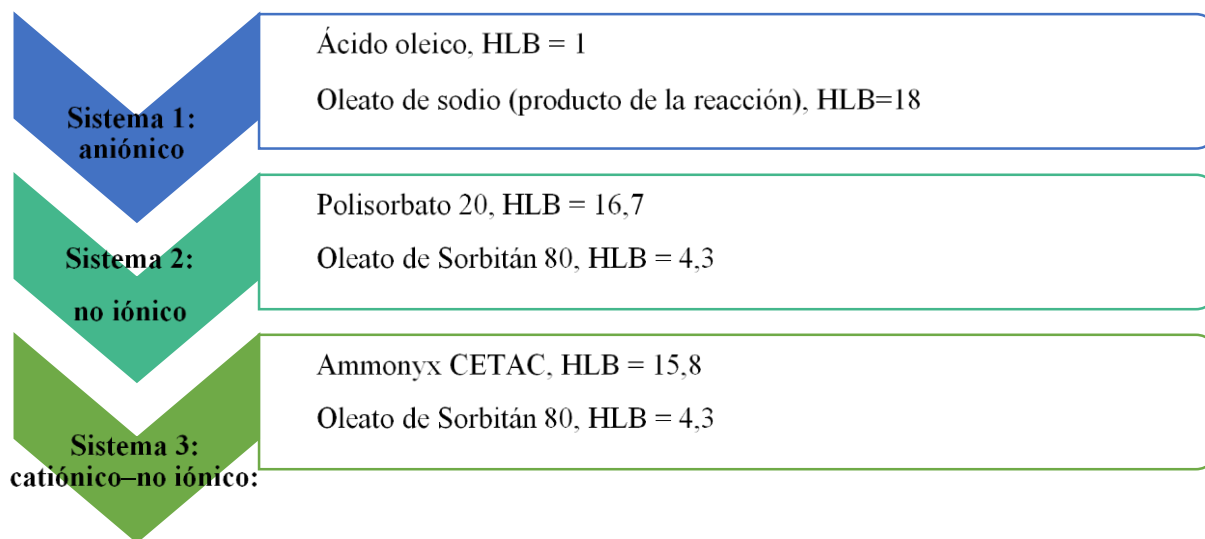 Sistema 1:
aniónico
Ácido oleico, HLB = 1
Oleato de sodio (producto de la reacción), HLB=18
Sistema 2:
no iónico
Polisorbato 20, HLB = 16,7
Oleato de Sorbitán 80, HLB = 4,3
Sistema 3:
catiónico–no iónico:
Ammonyx CETAC, HLB = 15,8
Oleato de Sorbitán 80, HLB = 4,3